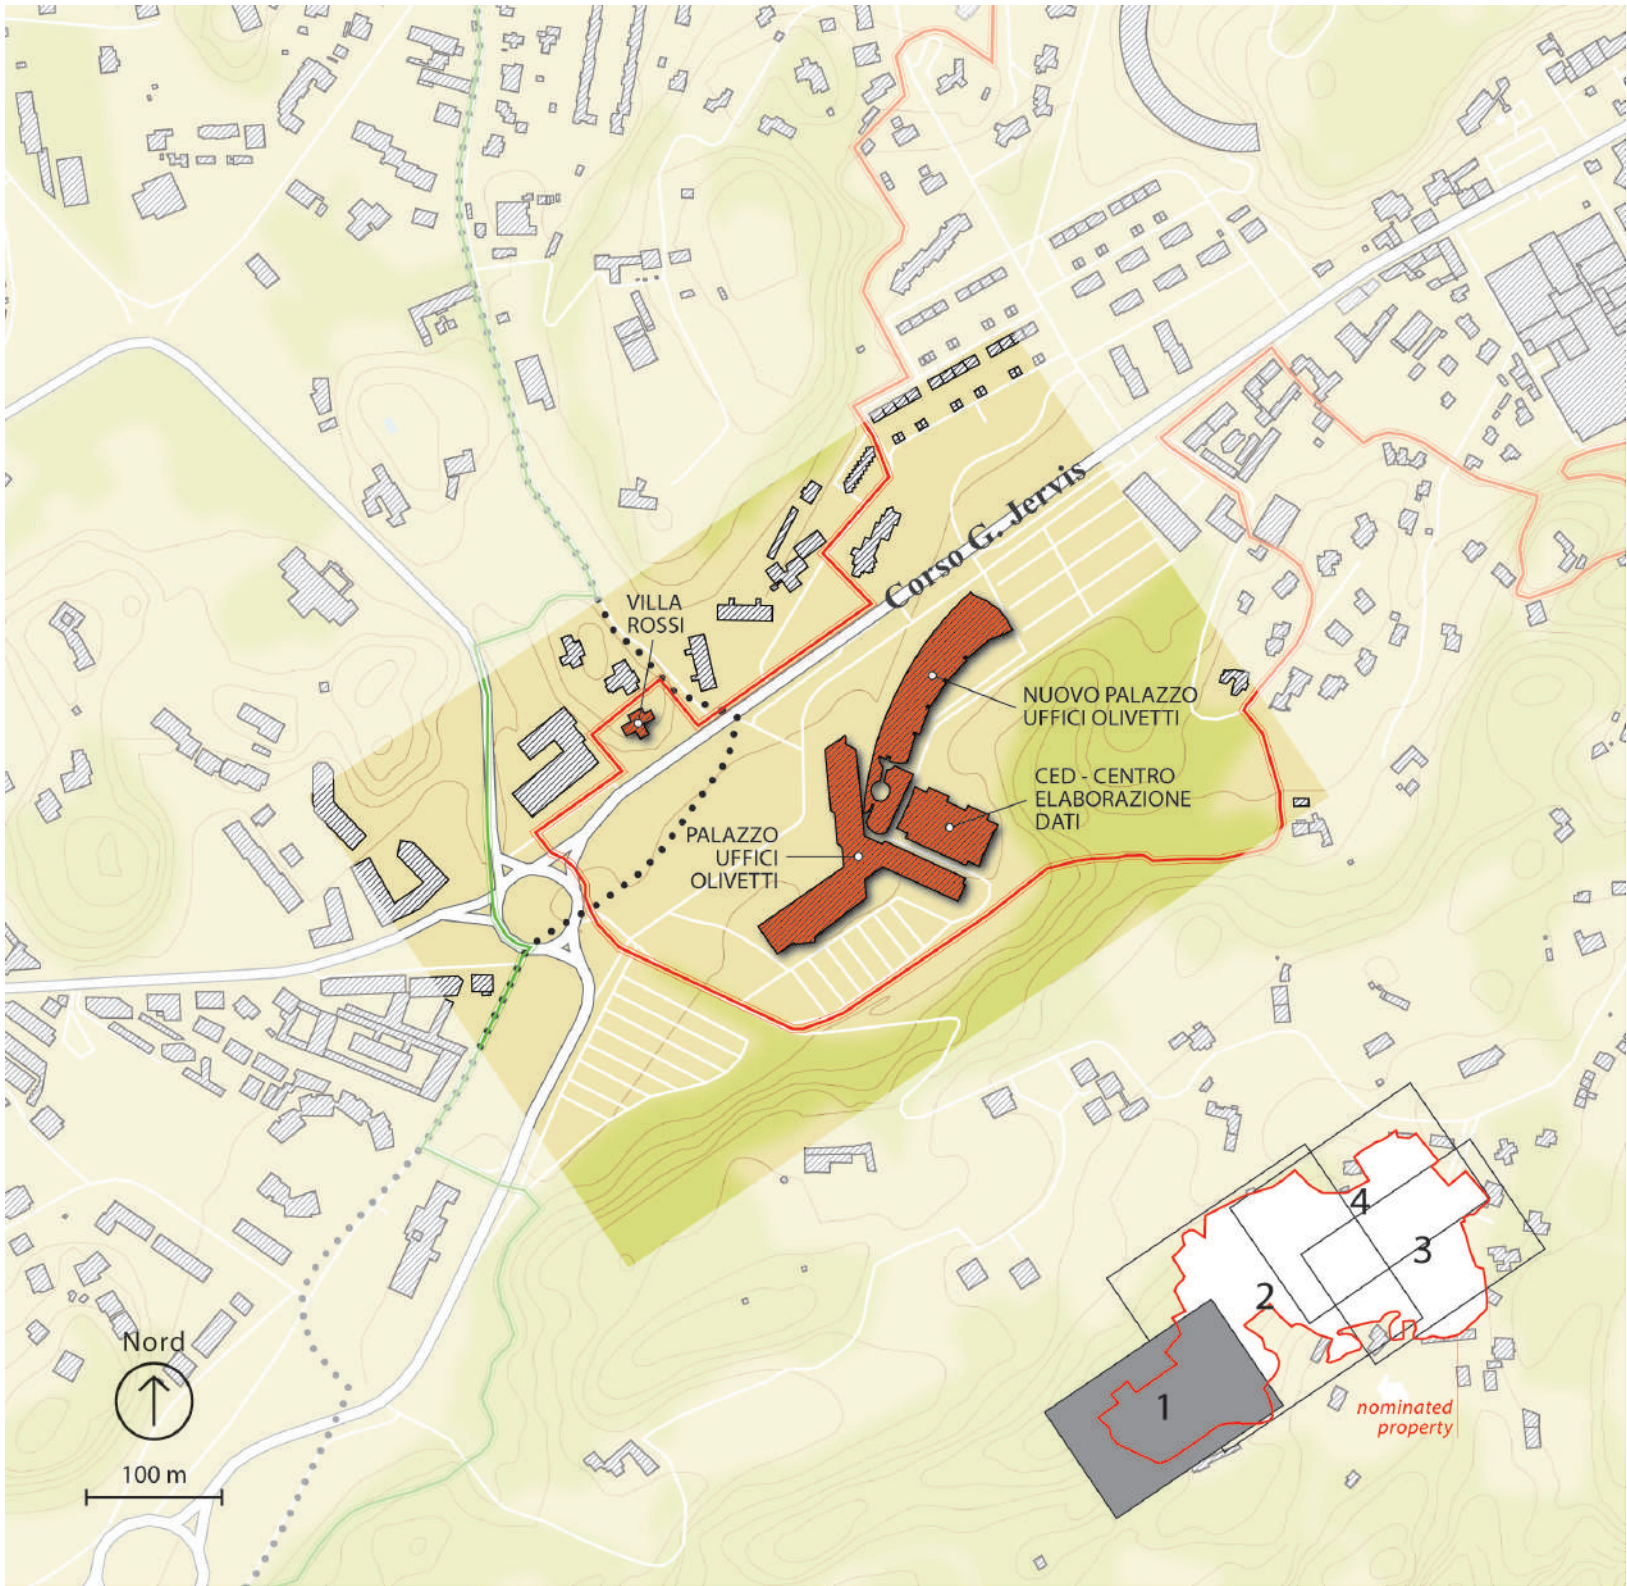 VILLA
ROSSI
Corso G. Jervis
NUOVO PALAZZO
UFFICI OLIVETTI
CED - CENTRO
ELABORAZIONE
DATI
PALAZZO
UFFICI
OLIVETTI
4
3
2
1
nominated
property
Nord
100 m